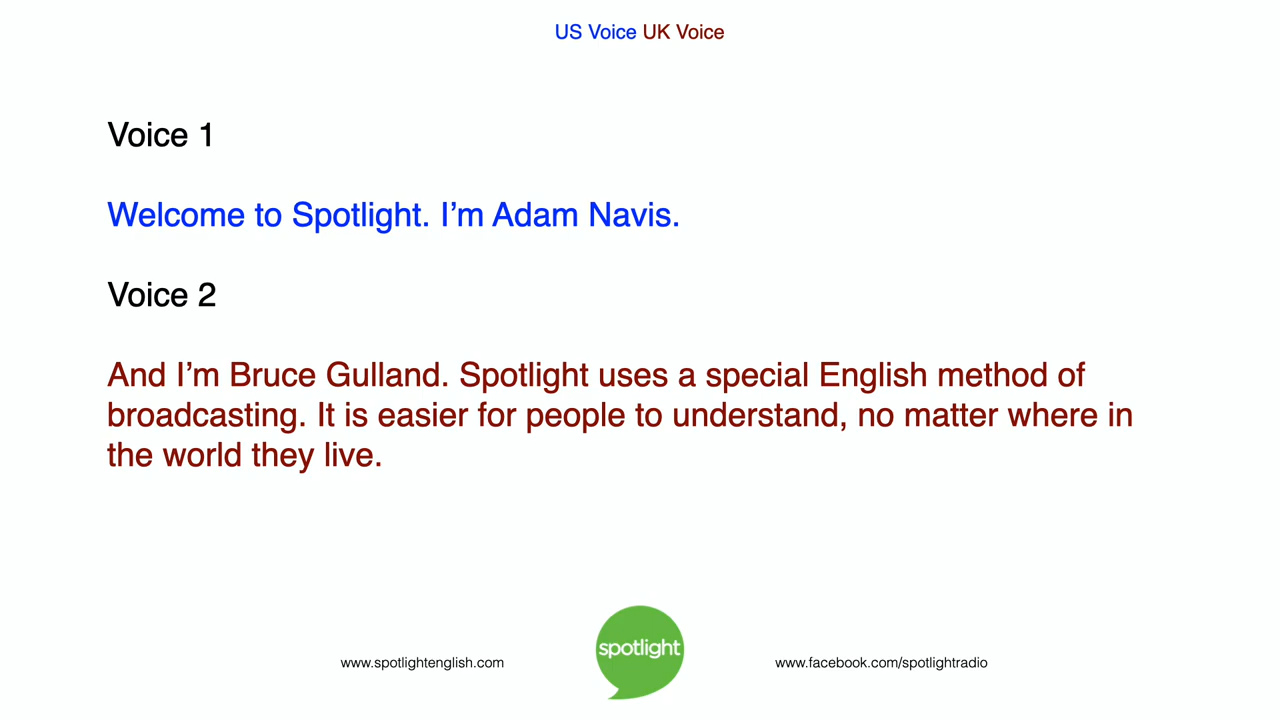 US Voice UK Voice
Voice 1
Welcome to Spotlight. I’m Adam Navis.
Voice 2
And I’m Bruce Gulland. Spotlight uses a special English method of
broadcasting. It is easier for people to understand, no matter where in
the world they live.
www.spotlightenglish.com
spotlight
www.facebook.com/spotlightradio